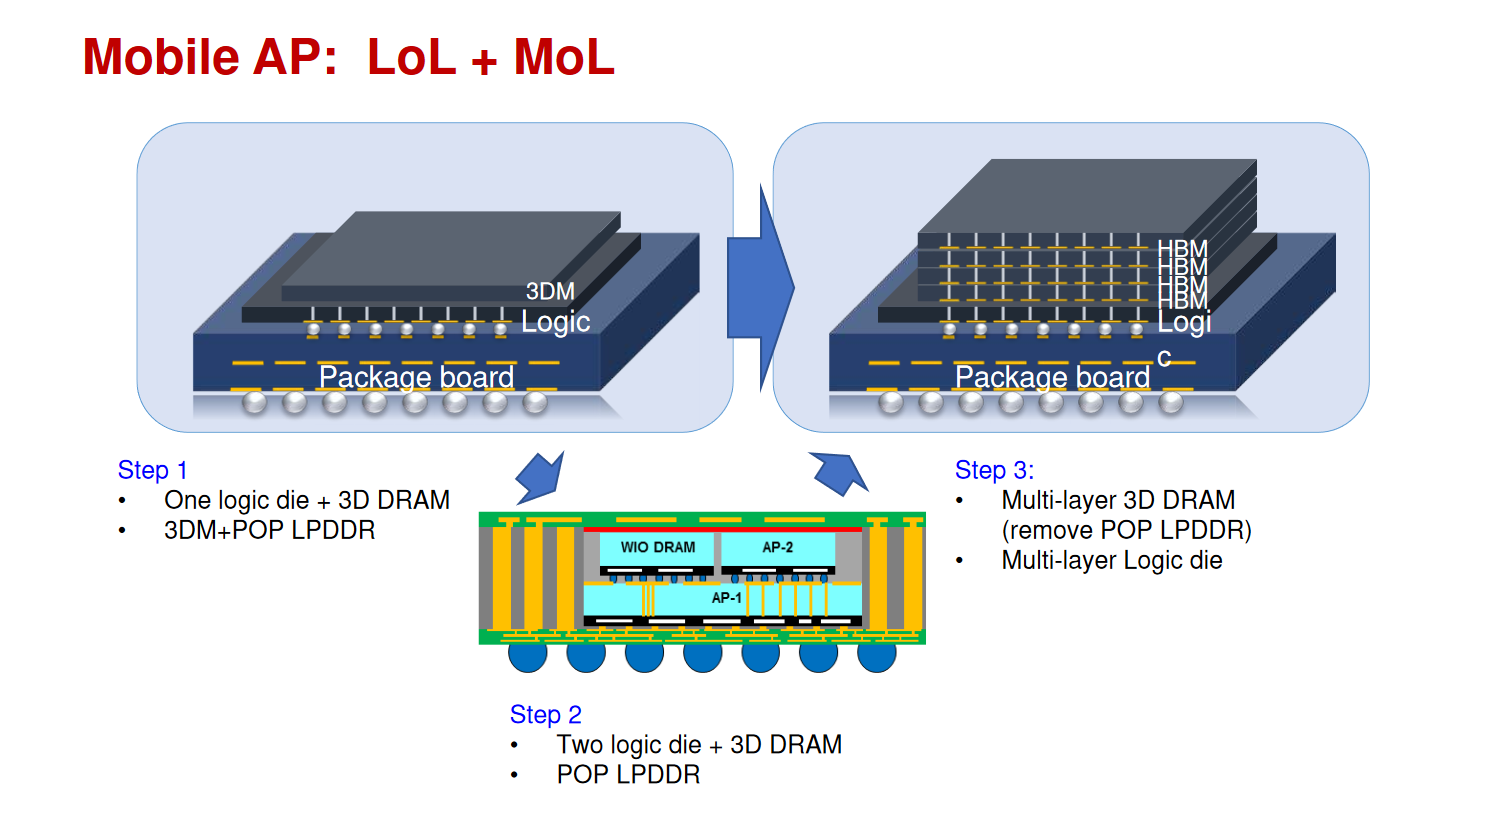 Mobile AP: LoL + MoL
3DM
Logic
Package board
HBM
HBM
HBM
HBM
Logi
c
Package board
Step 1
• One logic die + 3D DRAM
• 3DM+POP LPDDR
WIO DRAM
AP-2
AP-1
Step 2
• Two logic die + 3D DRAM
• POP LPDDR
Step 3:
• Multi-layer 3D DRAM
(remove POP LPDDR)
• Multi-layer Logic die